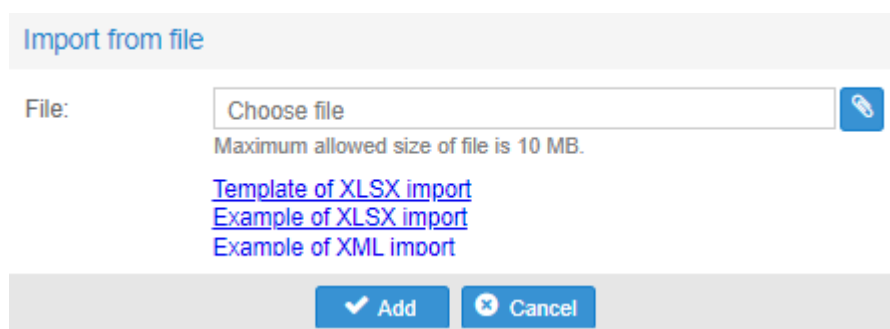 Import from file
File:
Choose file
Maximum allowed size of file is 10 MB.
Template of XLSX import
Example of XLSX import
Example of XML import
Add
Cancel